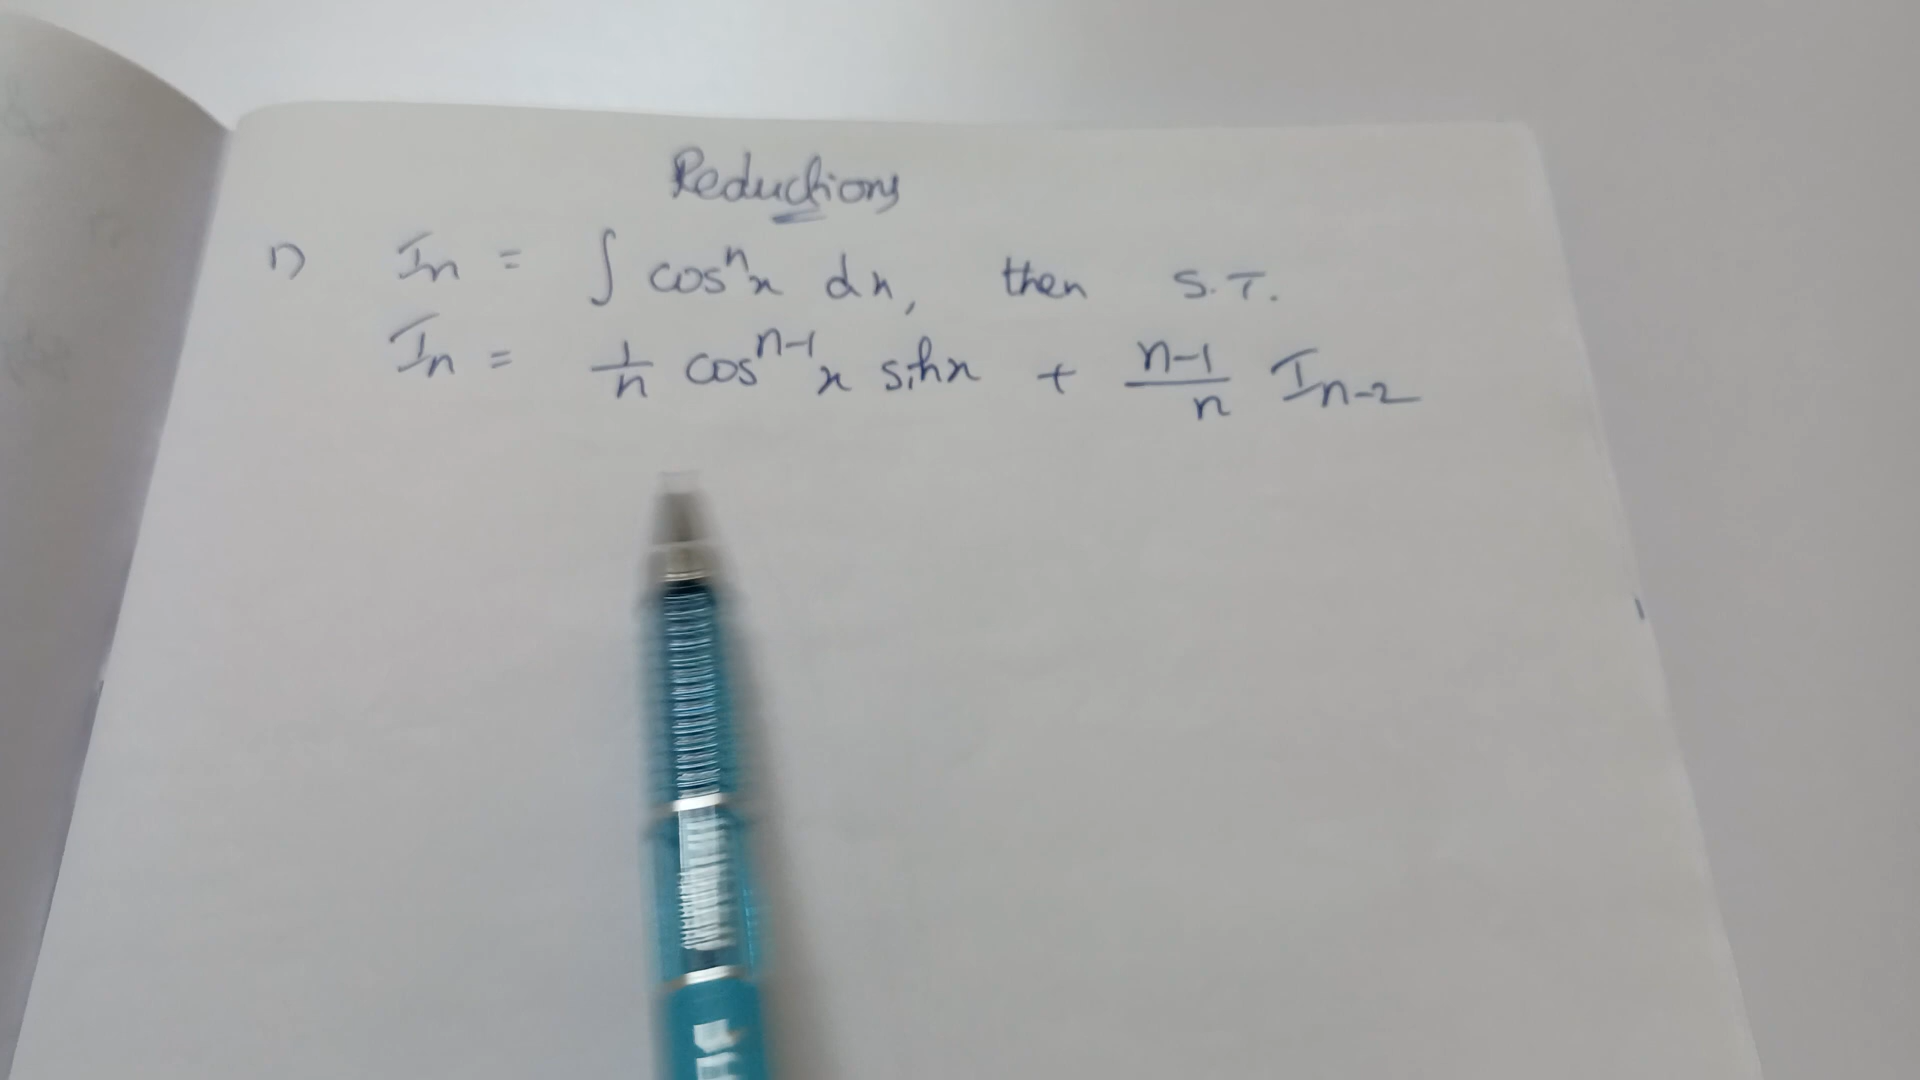 Reductions
1) Iₙ = ∫ cosⁿx dx, then S.T.
Iₙ = 1/n cosⁿ⁻¹x sinx + n-1/n Iₙ₋₂